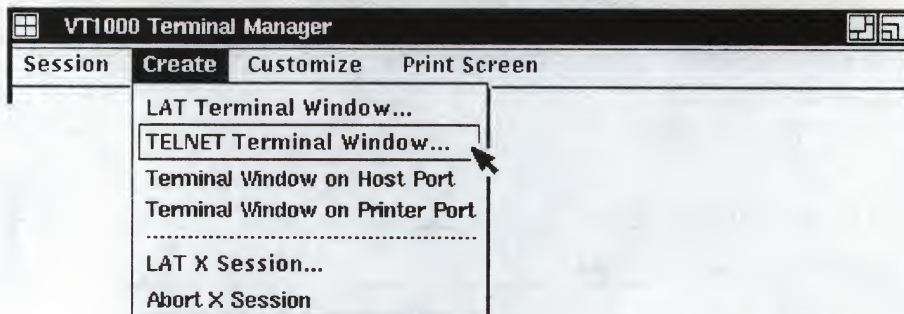 VT1000 Terminal Manager
Session Create Customize Print Screen
LAT Terminal Window...
TELNET Terminal Window...
Terminal Window on Host Port
Terminal Window on Printer Port
LAT X Session...
Abort X Session